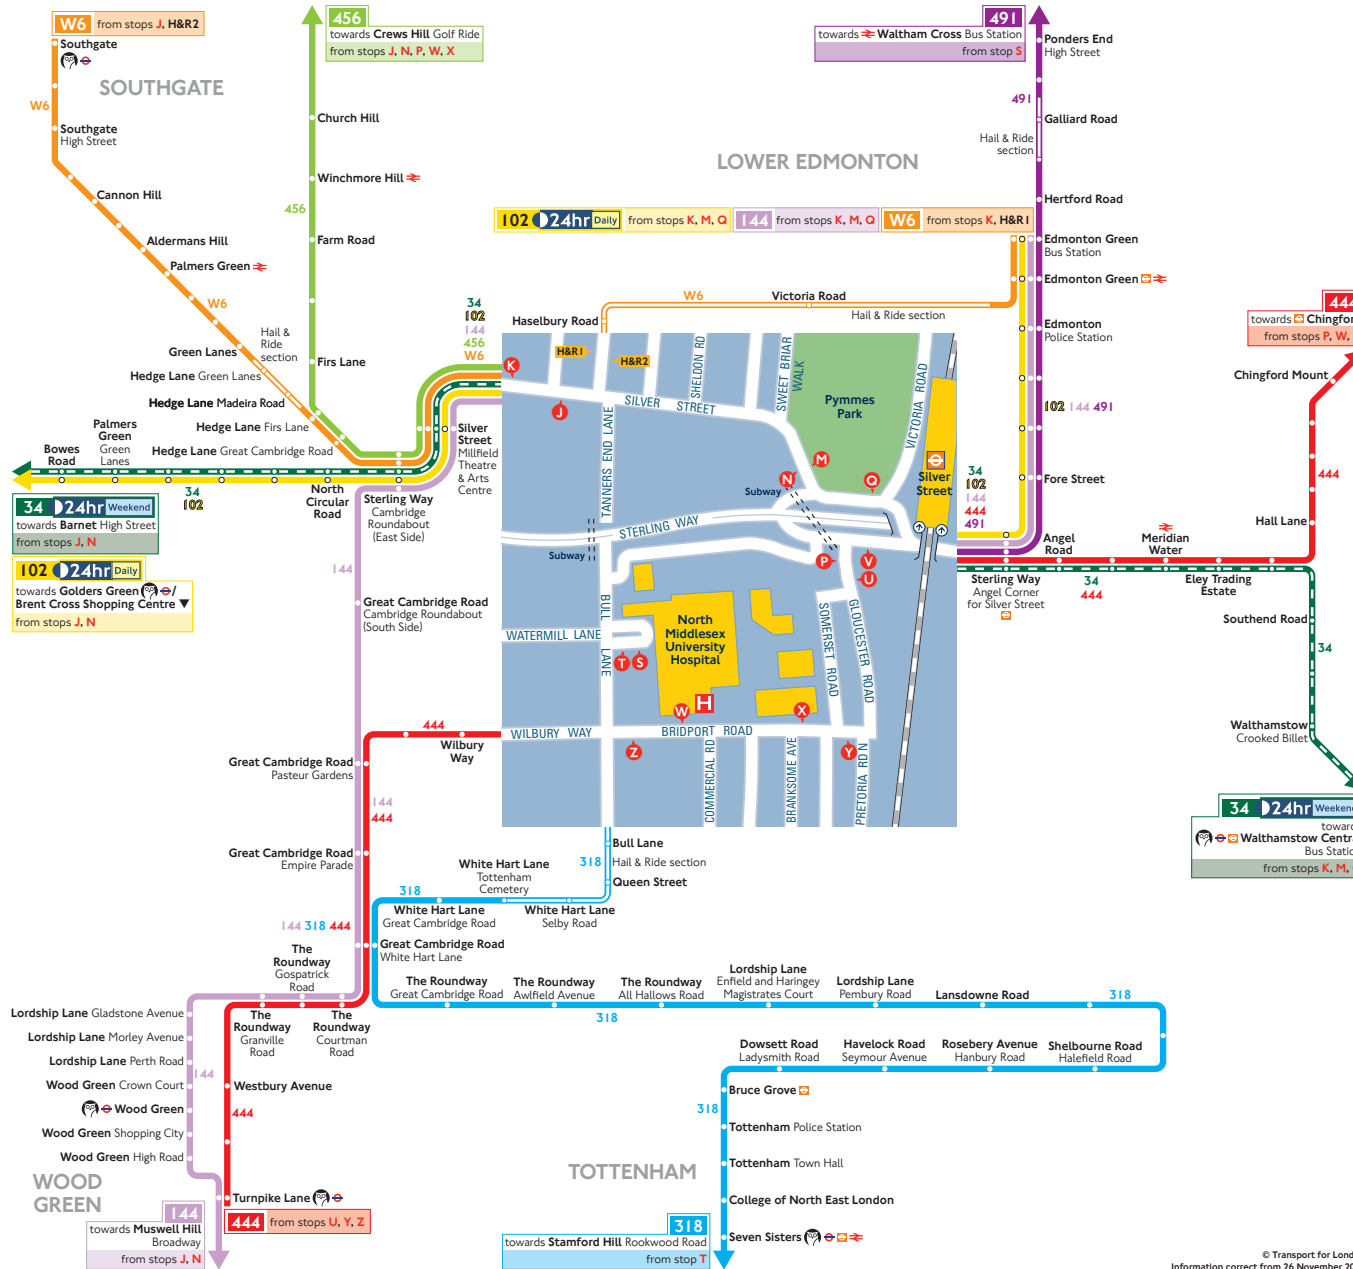 W6 from stops J, H&R2
Southgate
SOUTHGATE
W6
Southgate
High Street
Cannon Hill
Aldermans Hill
Palmers Green
W6
Hail &
Ride
section
Green Lanes
Hedge Lane Green Lanes
Hedge Lane Madeira Road
Hedge Lane Firs Lane
Hedge Lane Great Cambridge Road
456
towards Crews Hill Golf Ride
from stops J, N, P, W, X
Church Hill
Winchmore Hill
456
Farm Road
Firs Lane
491
towards Waltham Cross Bus Station
from stop S
Ponders End
High Street
491
Galliard Road
Hail & Ride
section
LOWER EDMONTON
Hertford Road
102 24hr Daily from stops K, M, Q
144 from stops K, M, Q
W6 from stops K, H&R1
Edmonton Green
Bus Station
Edmonton Green
Edmonton
Police Station
102 144 491
Fore Street
W6
Victoria Road
Hail & Ride section
Haselbury Road
34
102
144
456
W6
444
towards Chingfor
from stops P, W,
Chingford Mount
444
Hall Lane
Meridian
Water
Angel
Road
Eley Trading
Estate
34
444
Sterling Way
Angel Corner
for Silver Street
34
102
144
444
491
Southend Road
34
Walthamstow
Crooked Billet
34 24hr Weekend
towar
Walthamstow Centra
Bus Statio
from stops K, M,
Bowes
Road
Palmers
Green
Green
Lanes
34
102
North
Circular
Road
Sterling Way
Cambridge
Roundabout
(East Side)
Silver
Street
Millfield
Theatre
& Arts
Centre
34 24hr Weekend
towards Barnet High Street
from stops J, N
102 24hr Daily
towards Golders Green /
Brent Cross Shopping Centre ▼
from stops J, N
144
Great Cambridge Road
Cambridge Roundabout
(South Side)
K
H&R1
H&R2
J
SILVER STREET
SHELDON RD
SWEET BRIAR
WALK
Pymmes
Park
VICTORIA ROAD
Silver
Street
TANNERS END LANE
M
N
Q
Subway
STERLING WAY
Subway
P
V
U
BULL LANE
WATERMILL LANE
T
S
North
Middlesex
University
Hospital
H
W
X
SOMERSET ROAD
GLOUCESTER ROAD
WILBURY WAY
BRIDPORT ROAD
Z
Y
COMMERCIAL RD
BRANKSOME AVE
PRETORIA RD N
444
Wilbury
Way
Great Cambridge Road
Pasteur Gardens
144
444
Great Cambridge Road
Empire Parade
144 318 444
Bull Lane
318
Hail & Ride section
Queen Street
White Hart Lane
Tottenham
Cemetery
318
White Hart Lane
Great Cambridge Road
White Hart Lane
Selby Road
Great Cambridge Road
White Hart Lane
The
Roundway
Gospatrick
Road
The Roundway
Great Cambridge Road
The Roundway
Awlfield Avenue
The Roundway
All Hallows Road
Lordship Lane
Enfield and Haringey
Magistrates Court
Lordship Lane
Pembury Road
Lansdowne Road
318
318
Lordship Lane Gladstone Avenue
Lordship Lane Morley Avenue
Lordship Lane Perth Road
Wood Green Crown Court
Wood Green
Wood Green Shopping City
Wood Green High Road
144
The
Roundway
Granville
Road
The
Roundway
Courtman
Road
Westbury Avenue
444
Dowsett Road
Ladysmith Road
Havelock Road
Seymour Avenue
Rosebery Avenue
Hanbury Road
Shelbourne Road
Halefield Road
Bruce Grove
318
Tottenham Police Station
Tottenham Town Hall
College of North East London
Seven Sisters
TOTTENHAM
WOOD
GREEN
Turnpike Lane
144
towards Muswell Hill
Broadway
from stops J, N
444 from stops U, Y, Z
318
towards Stamford Hill Rookwood Road
from stop T
© Transport for Lond
Information correct from 26 November 20